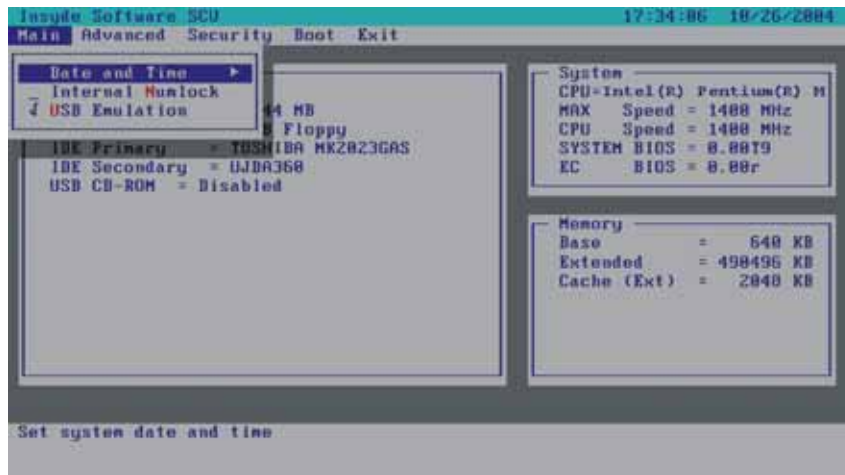 Insyde Software SCU 17:34:06 10/26/2004
Main Advanced Security Boot Exit
Date and Time
Internal Numlock
USB Emulation
44 MB
Floppy
IDE Primary = TOSHIBA MK2023GAS
IDE Secondary = UJDA360
USB CD-ROM = Disabled
System
CPU=Intel(R) Pentium(R) M
MAX Speed = 1400 MHz
CPU Speed = 1400 MHz
SYSTEM BIOS = 0.00T9
EC BIOS = 0.00r
Memory
Base = 640 KB
Extended = 490496 KB
Cache (Ext) = 2048 KB
Set system date and time